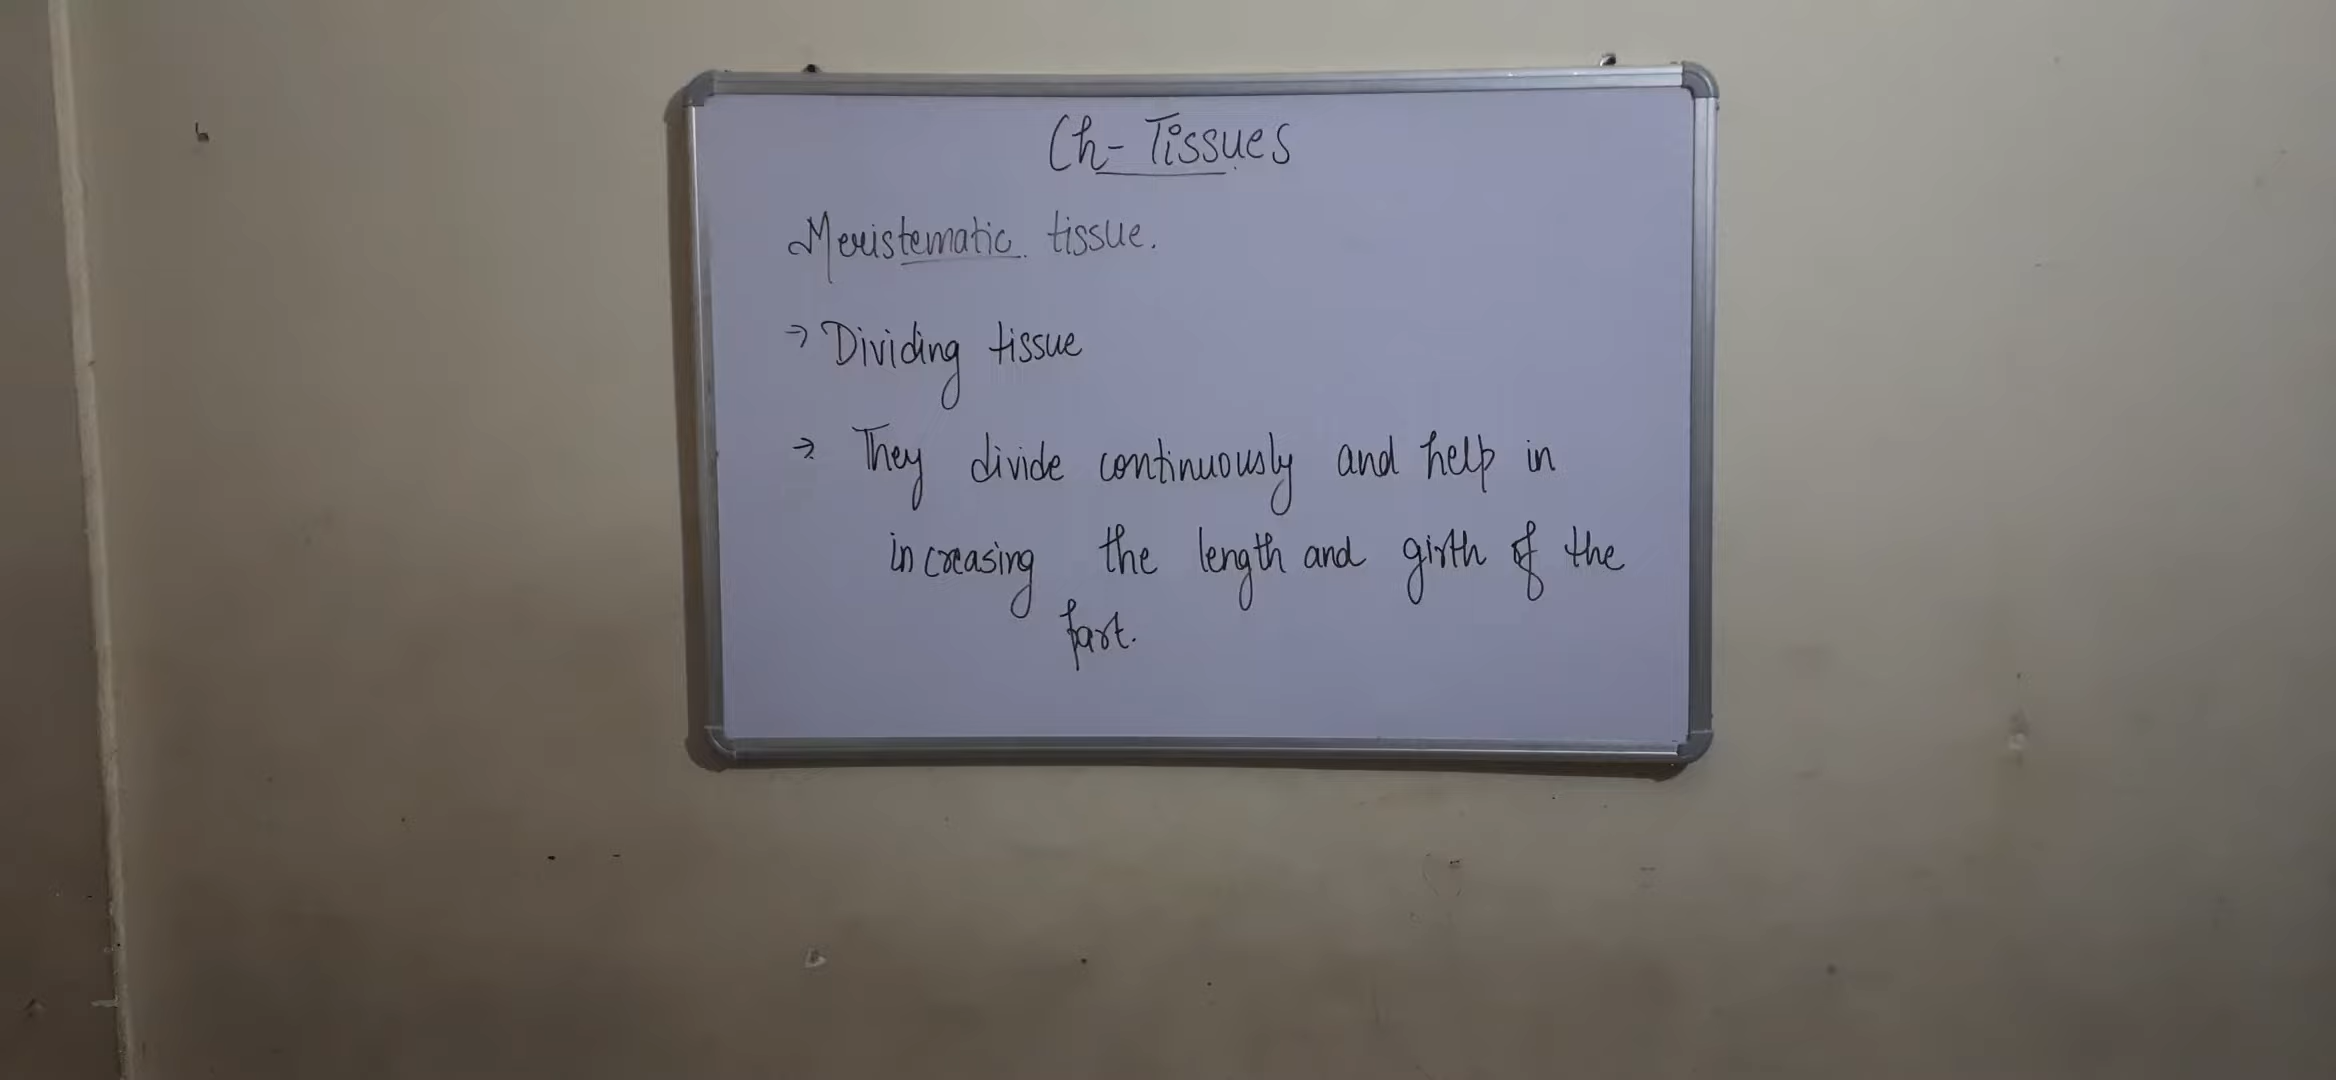 Ch- Tissues
Meristematic tissue.
→ Dividing tissue
→ They divide continuously and help in
increasing the length and girth of the
part.